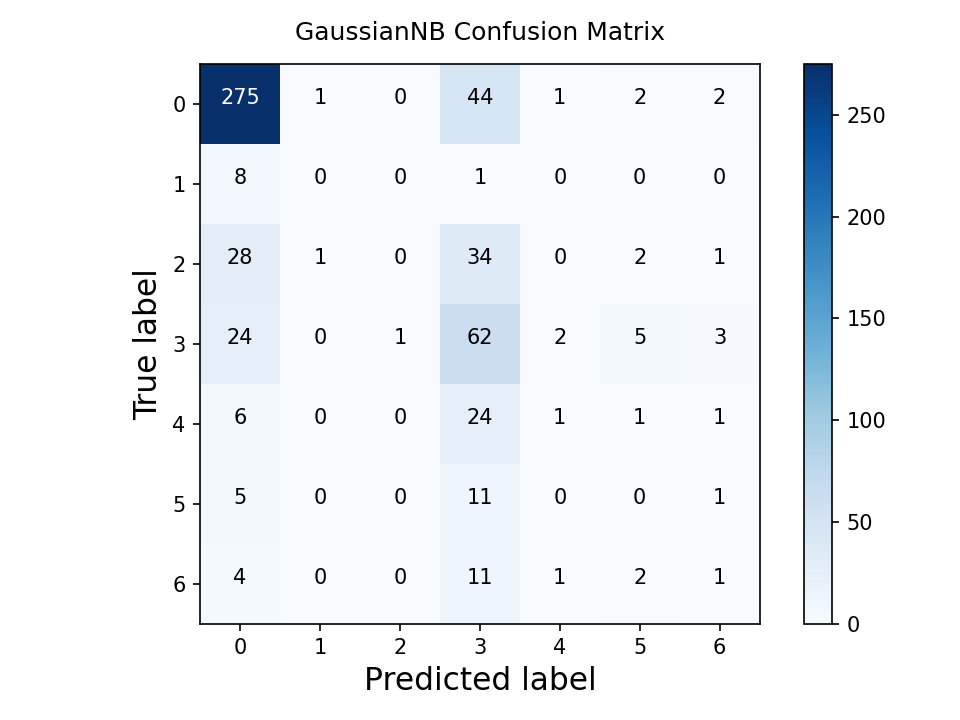 GaussianNB Confusion Matrix
0 275 1 0 44 1 2 2
1 8 0 0 1 0 0 0
2 28 1 0 34 0 2 1
3 24 0 1 62 2 5 3
4 6 0 0 24 1 1 1
5 5 0 0 11 0 0 1
6 4 0 0 11 1 2 1
0 1 2 3 4 5 6
True label
Predicted label
250
200
150
100
50
0